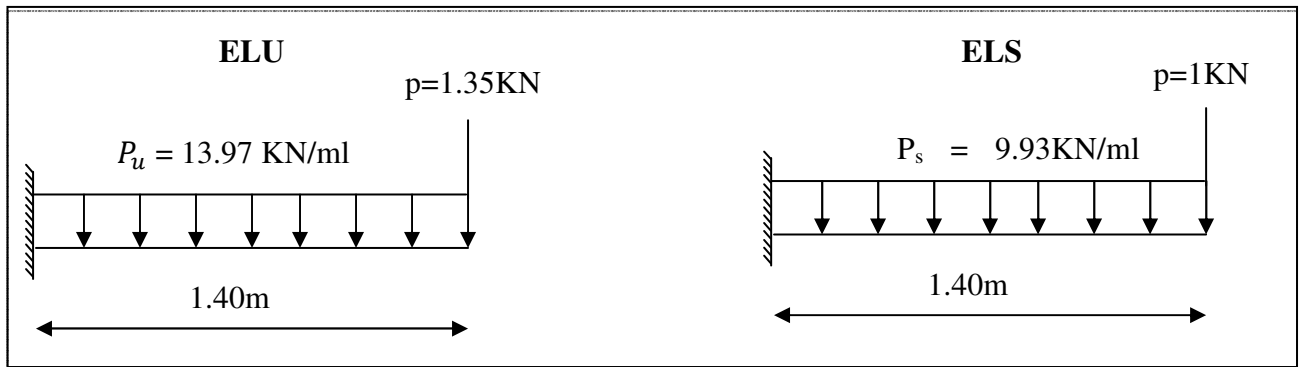 ELU
p=1.35KN
P_u = 13.97 KN/ml
1.40m
ELS
p=1KN
P_s = 9.93KN/ml
1.40m